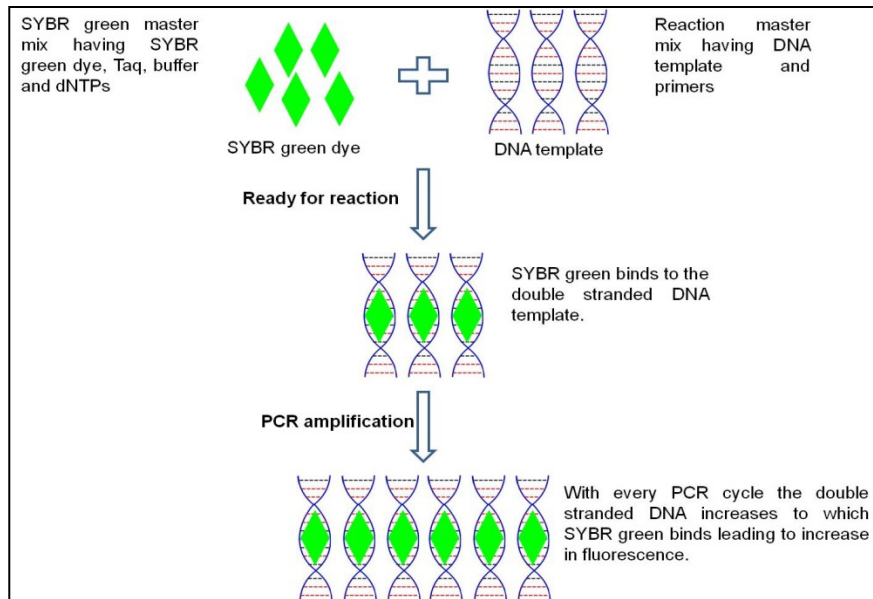 SYBR green master
mix having SYBR
green dye, Taq, buffer
and dNTPs
Reaction master
mix having DNA
template and
primers
SYBR green dye
DNA template
Ready for reaction
SYBR green binds to the
double stranded DNA
template.
PCR amplification
With every PCR cycle the double
stranded DNA increases to which
SYBR green binds leading to increase
in fluorescence.